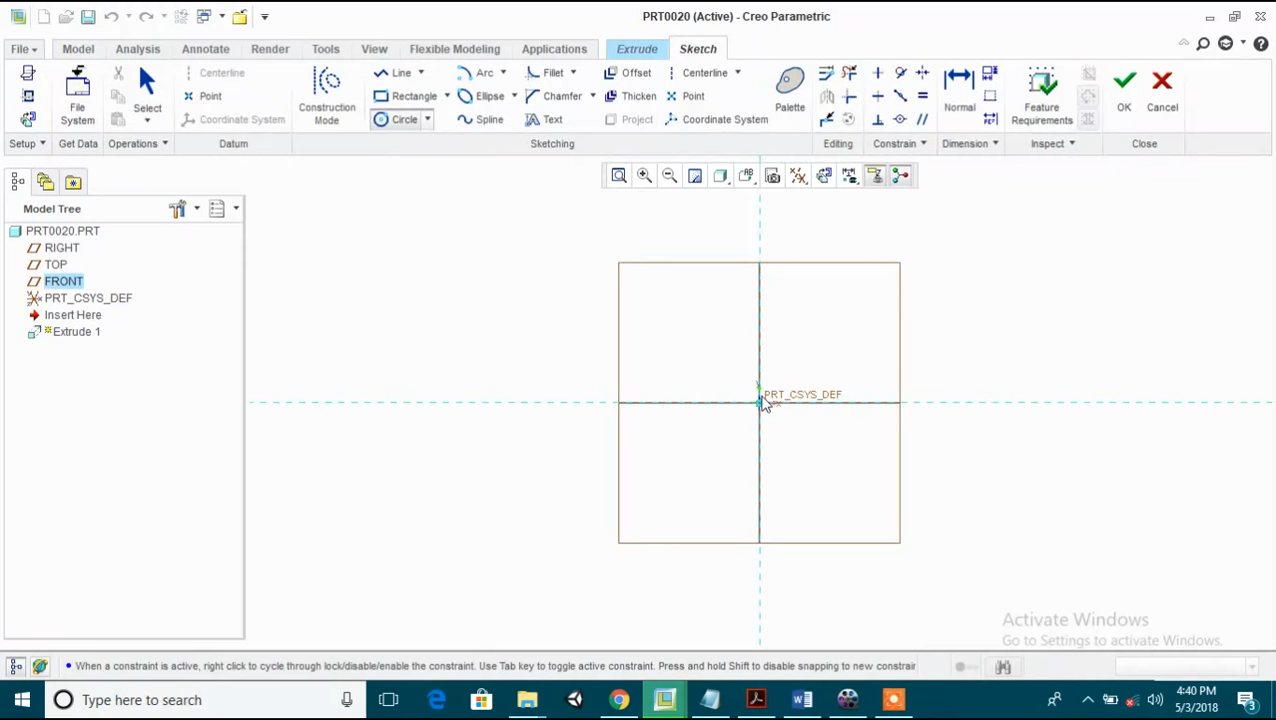 PRT0020 (Active) - Creo Parametric
File Model Analysis Annotate Render Tools View Flexible Modeling Applications Extrude Sketch
Centerline Line Arc Fillet Offset Centerline
Point Rectangle Ellipse Chamfer Thicken Point
Coordinate System Circle Spline Text Project Coordinate System
File System
Select
Construction Mode
Palette
Normal
Feature Requirements
OK
Cancel
Setup Get Data Operations Datum Sketching Editing Constrain Dimension Inspect Close
Model Tree
PRT0020.PRT
RIGHT
TOP
FRONT
PRT_CSYS_DEF
Insert Here
Extrude 1
PRT_CSYS_DEF
Activate Windows
Go to Settings to activate Windows.
When a constraint is active, right click to cycle through lock/disable/enable the constraint. Use Tab key to toggle active constraint. Press and hold Shift to disable snapping to new constrai
Type here to search
4:40 PM
5/3/2018
3